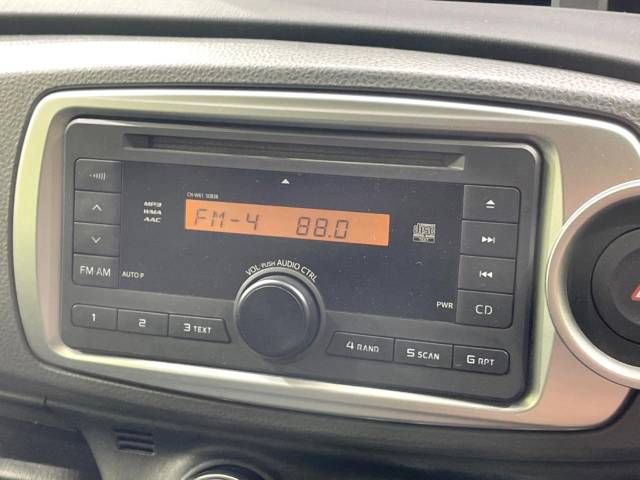 MP3
WMA
AAC
FM-4 88.0
VOL PUSH AUDIO CTRL
FM AM
AUTO·P
PWR
CD
1
2
3 TEXT
4 RAND
5 SCAN
6 RPT